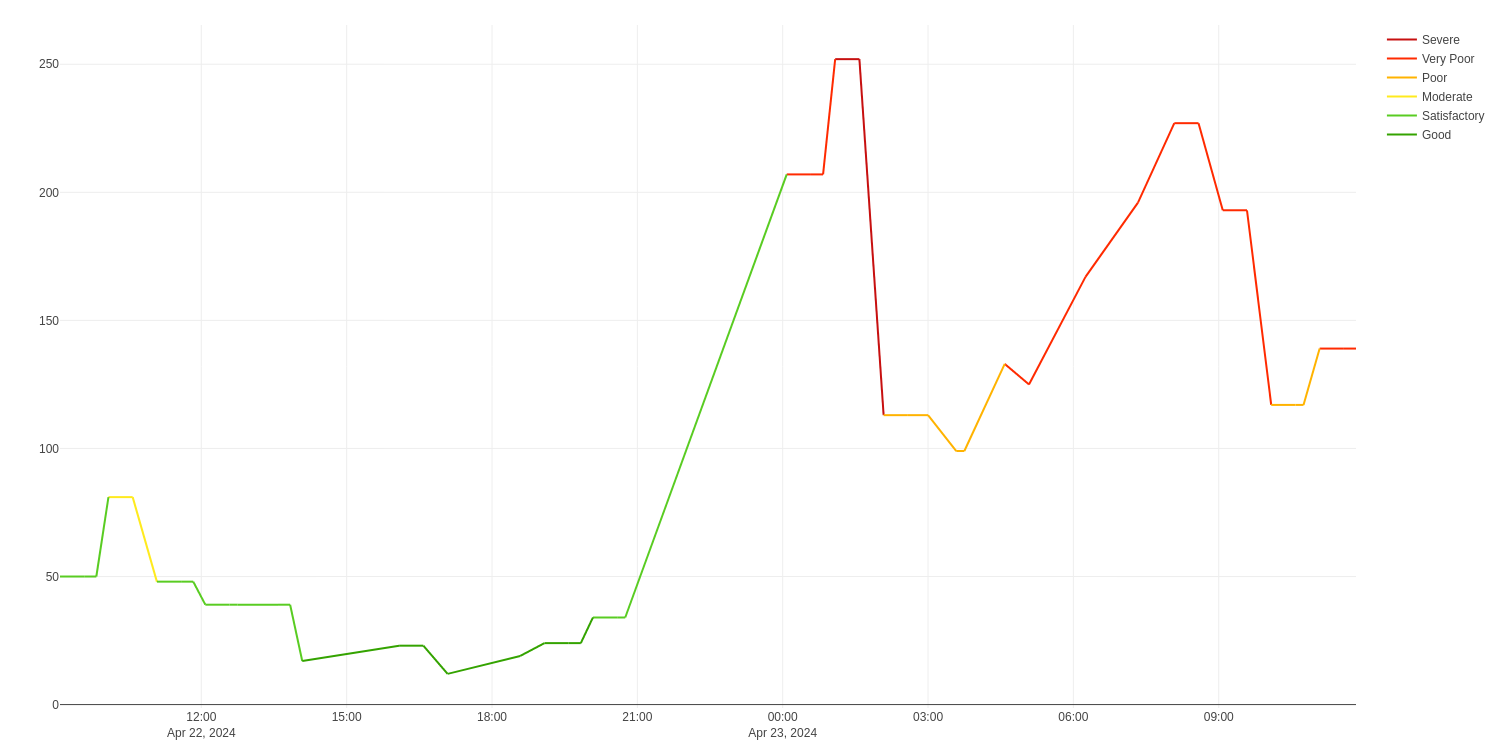 250
200
150
100
50
0
12:00
Apr 22, 2024
15:00
18:00
21:00
00:00
Apr 23, 2024
03:00
06:00
09:00
Severe
Very Poor
Poor
Moderate
Satisfactory
Good